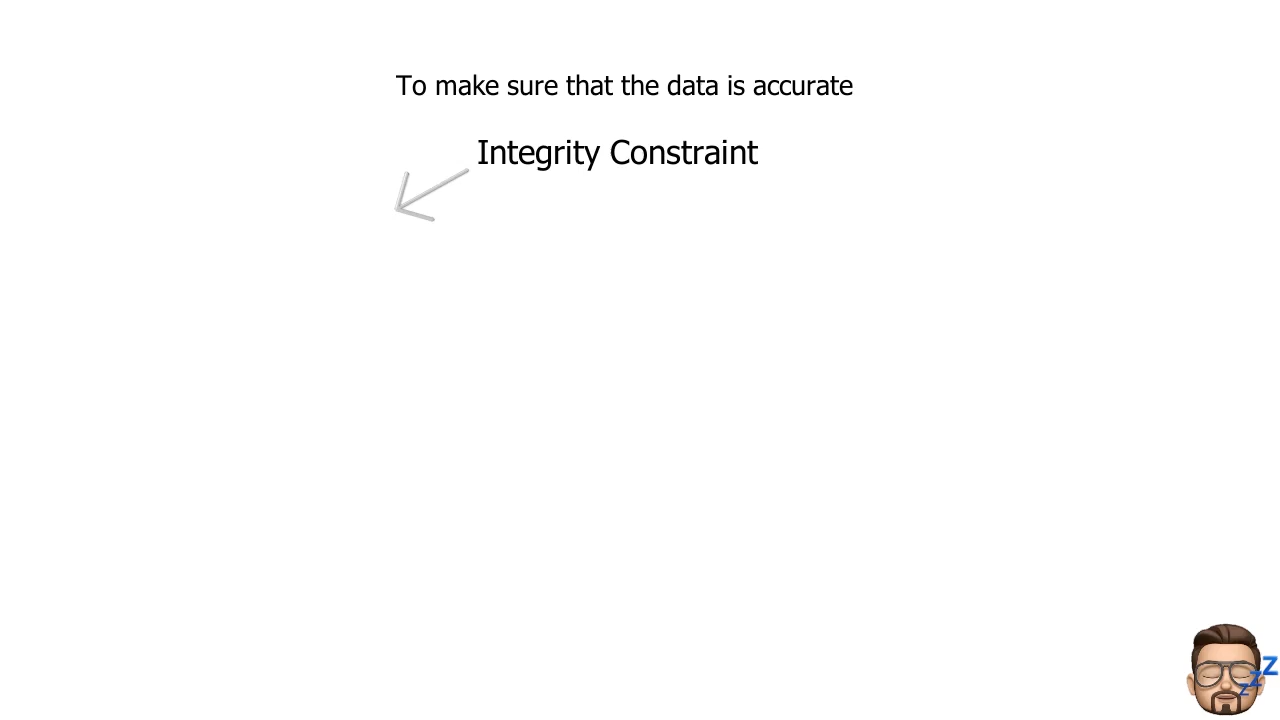 To make sure that the data is accurate
Integrity Constraint
z z Z